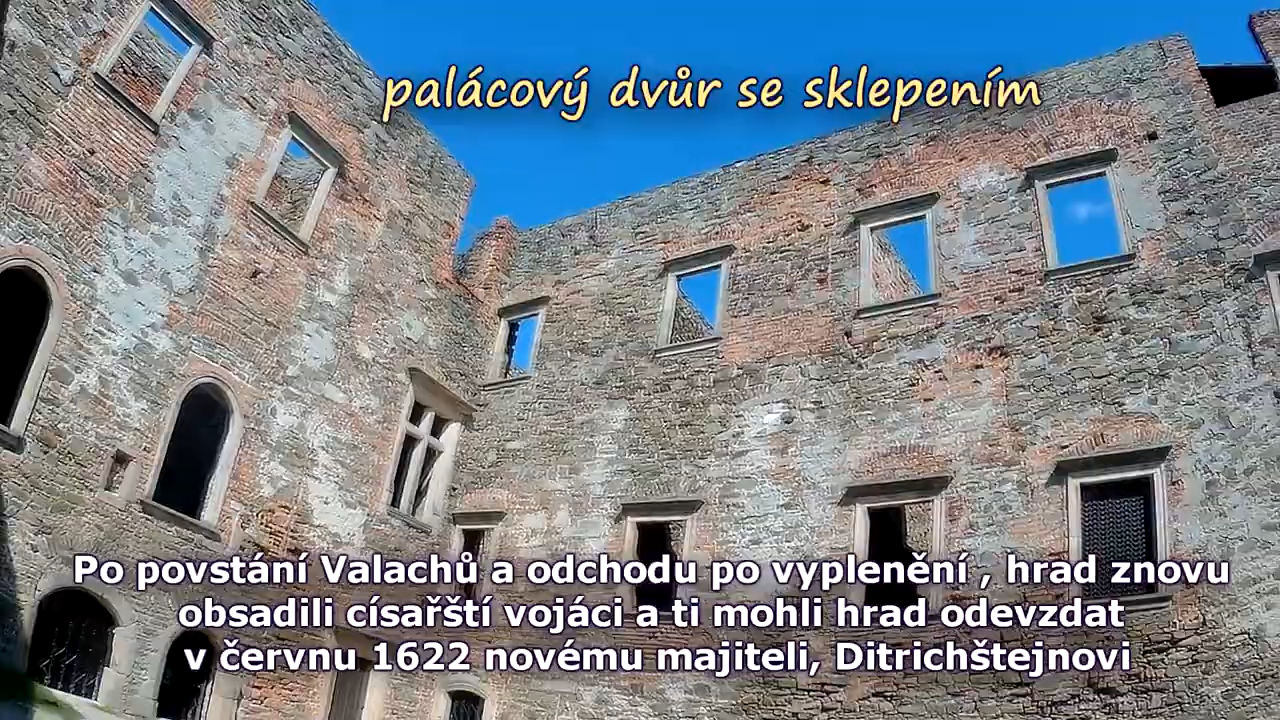 palácový dvůr se sklepením
Po povstání Valachů a odchodu po vyplenění , hrad znovu
obsadili císařští vojáci a ti mohli hrad odevzdat
v červnu 1622 novému majiteli, Ditrichštejnovi